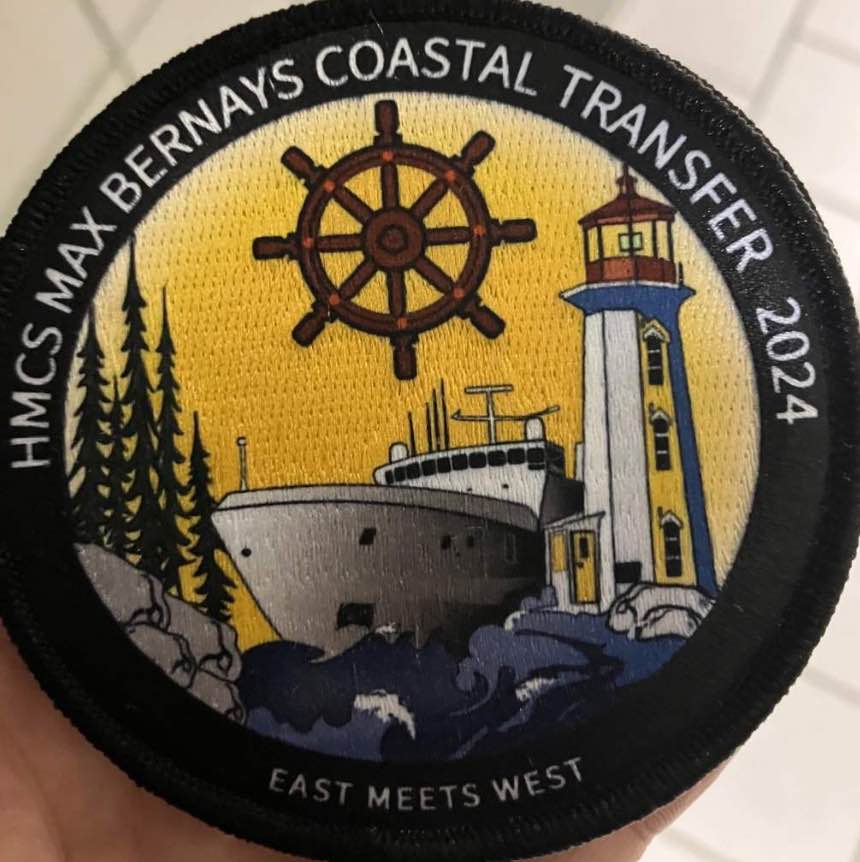 HMCS MAX BERNAYS COASTAL TRANSFER 2024
EAST MEETS WEST